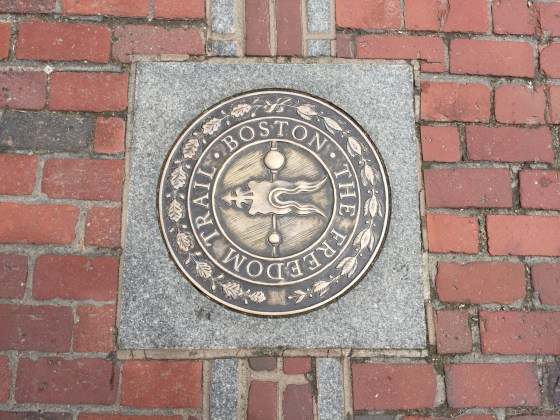 · BOSTON · THE FREEDOM TRAIL